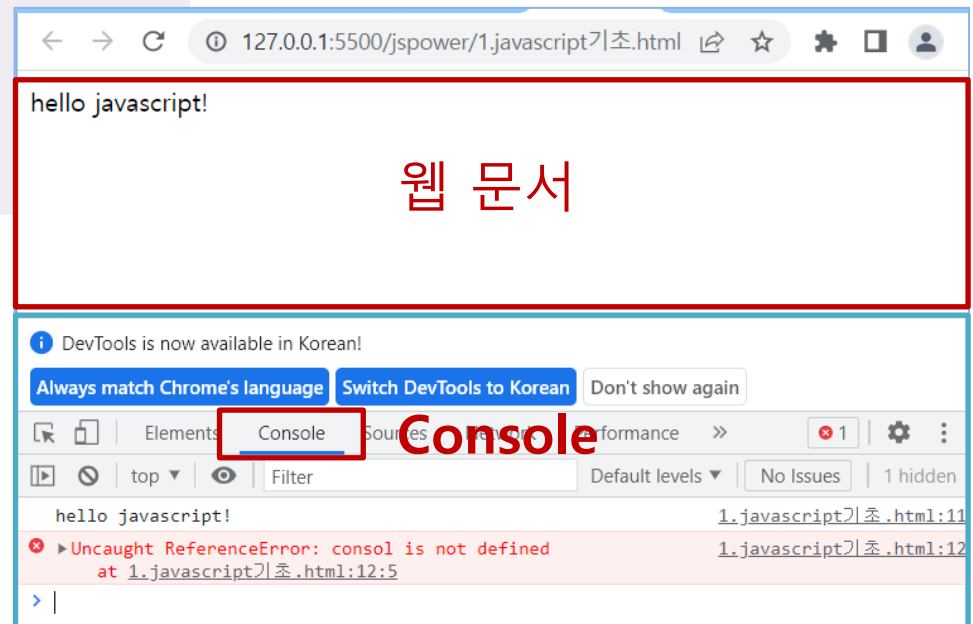 127.0.0.1:5500/jspower/1.javascript기초.html
hello javascript!
웹 문서
DevTools is now available in Korean!
Always match Chrome's language Switch DevTools to Korean Don't show again
Elements Console Sources Network Performance » 1
Console
top ▼ Filter Default levels ▼ No Issues 1 hidden
hello javascript! 1.javascript기초.html:11
▶Uncaught ReferenceError: consol is not defined 1.javascript기초.html:12
at 1.javascript기초.html:12:5
>